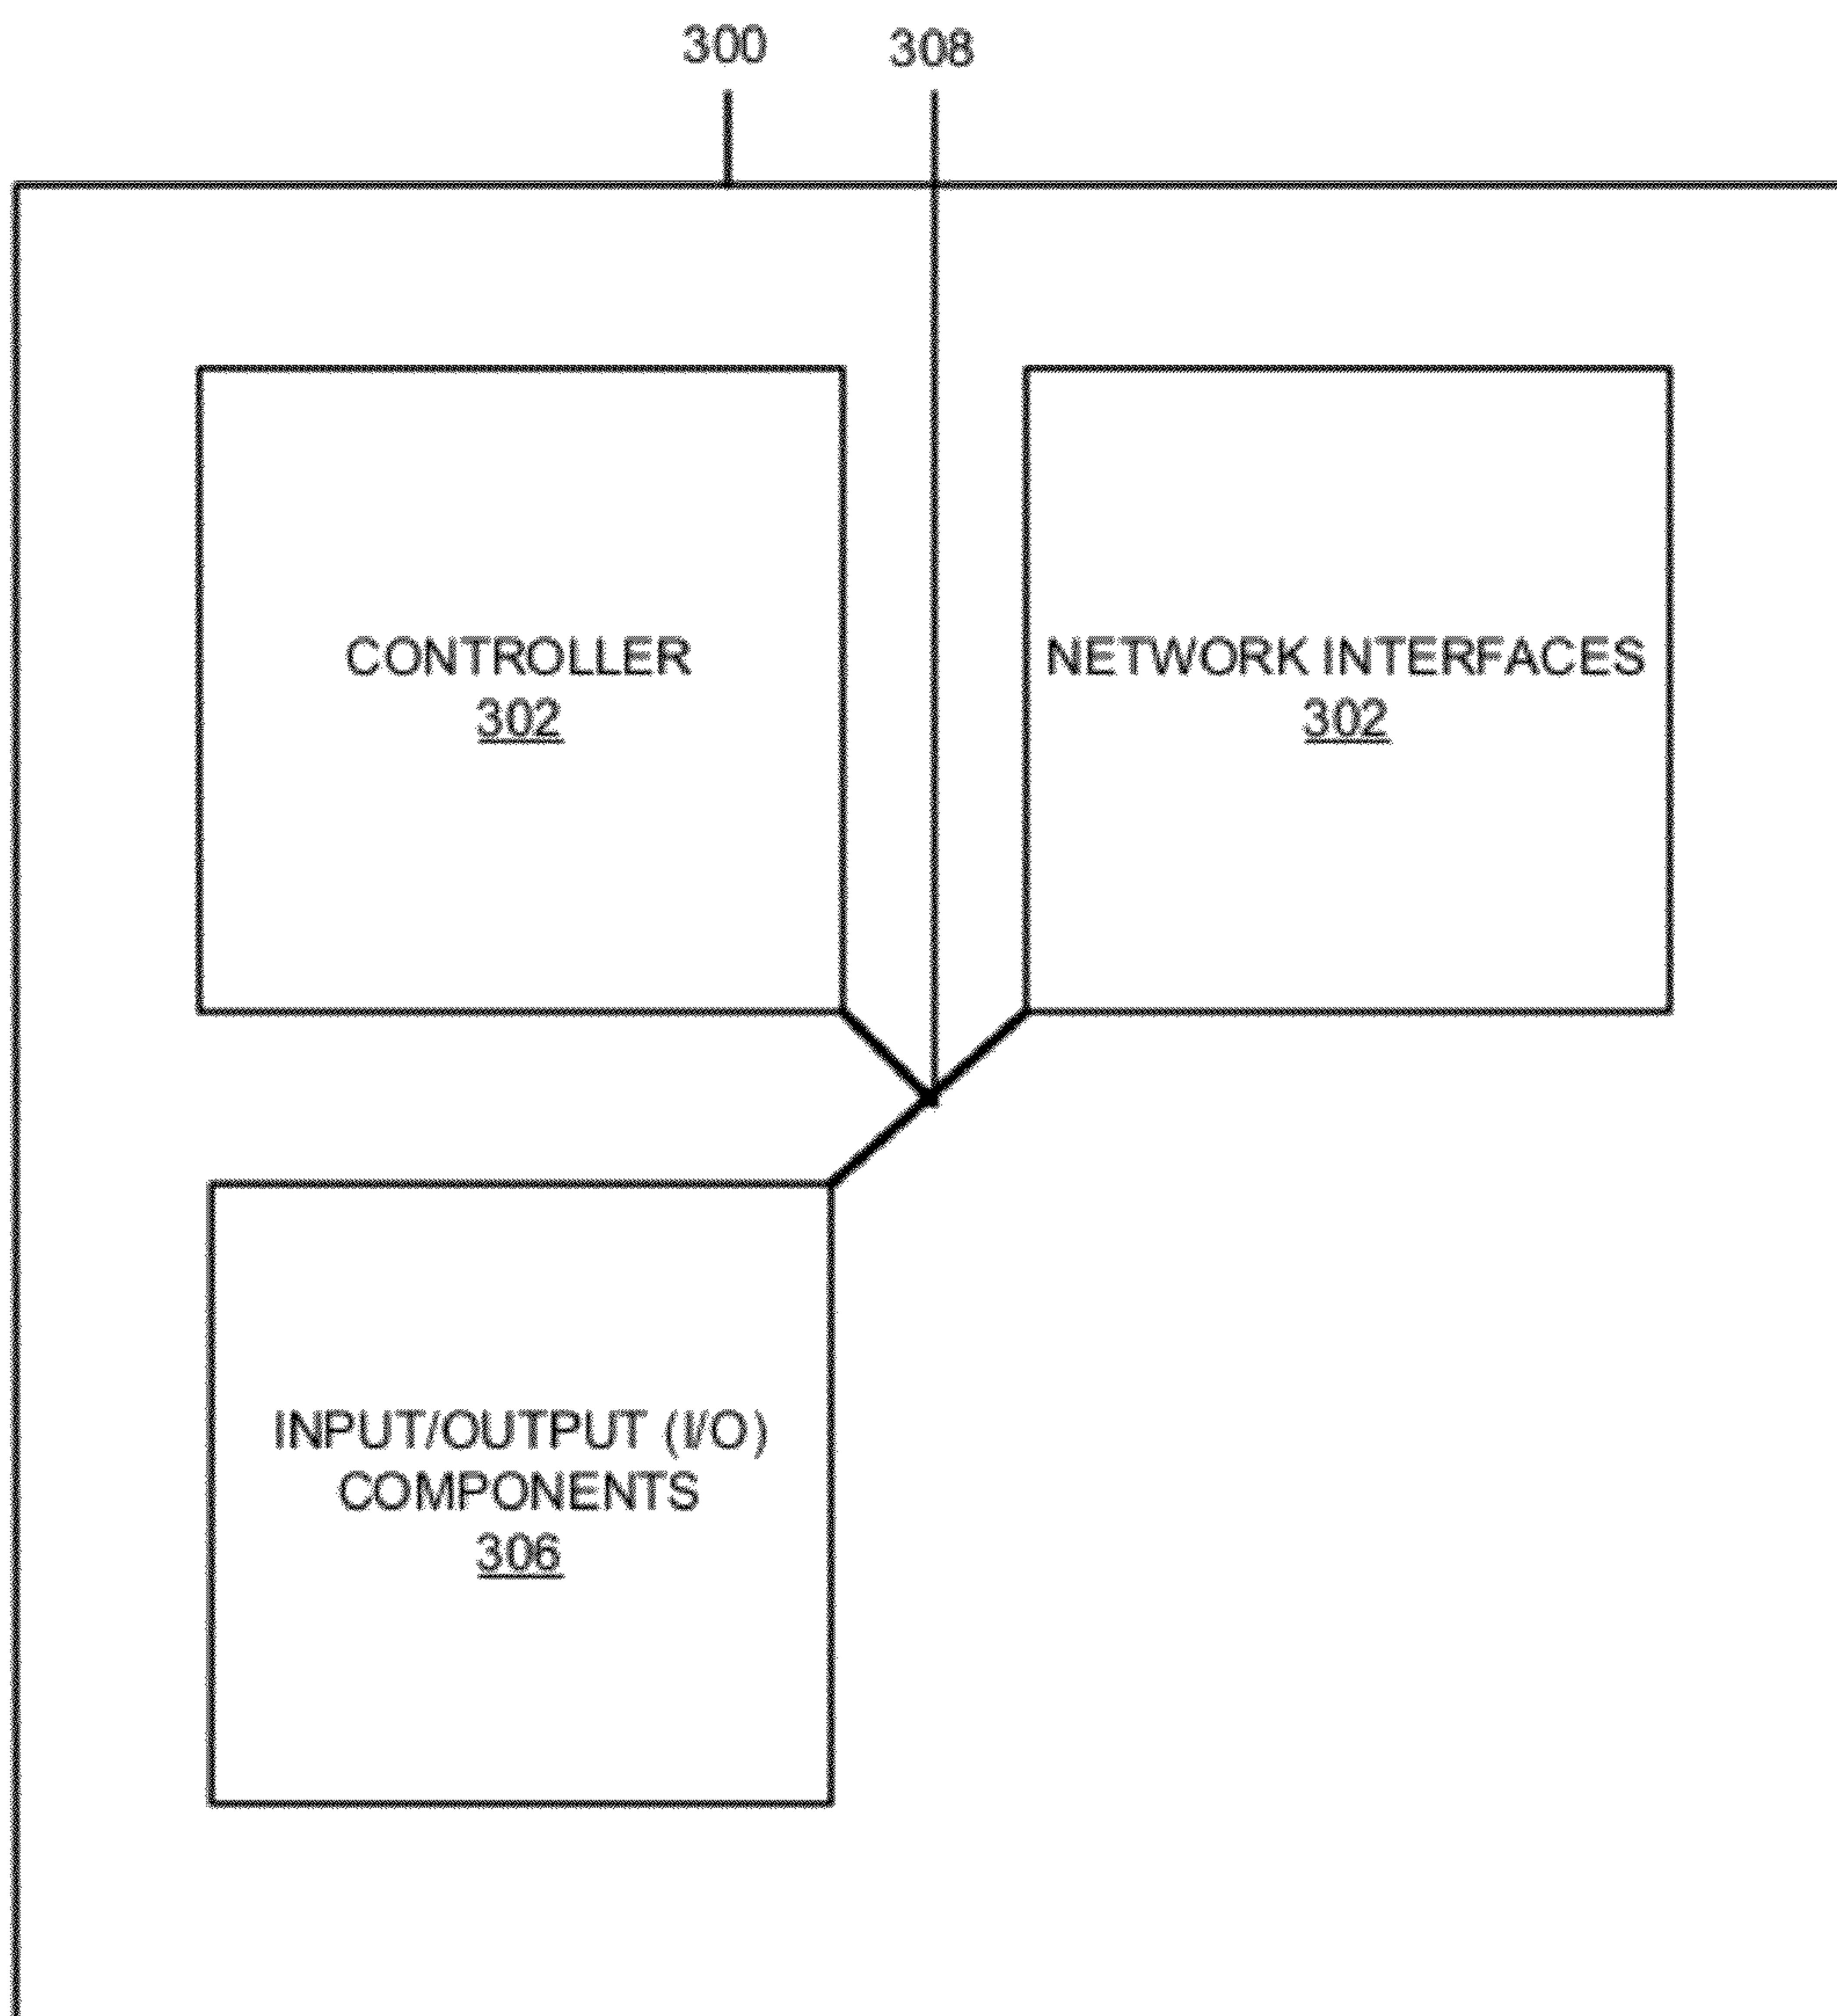 300 308
CONTROLLER
302
NETWORK INTERFACES
302
INPUT/OUTPUT (I/O)
COMPONENTS
306